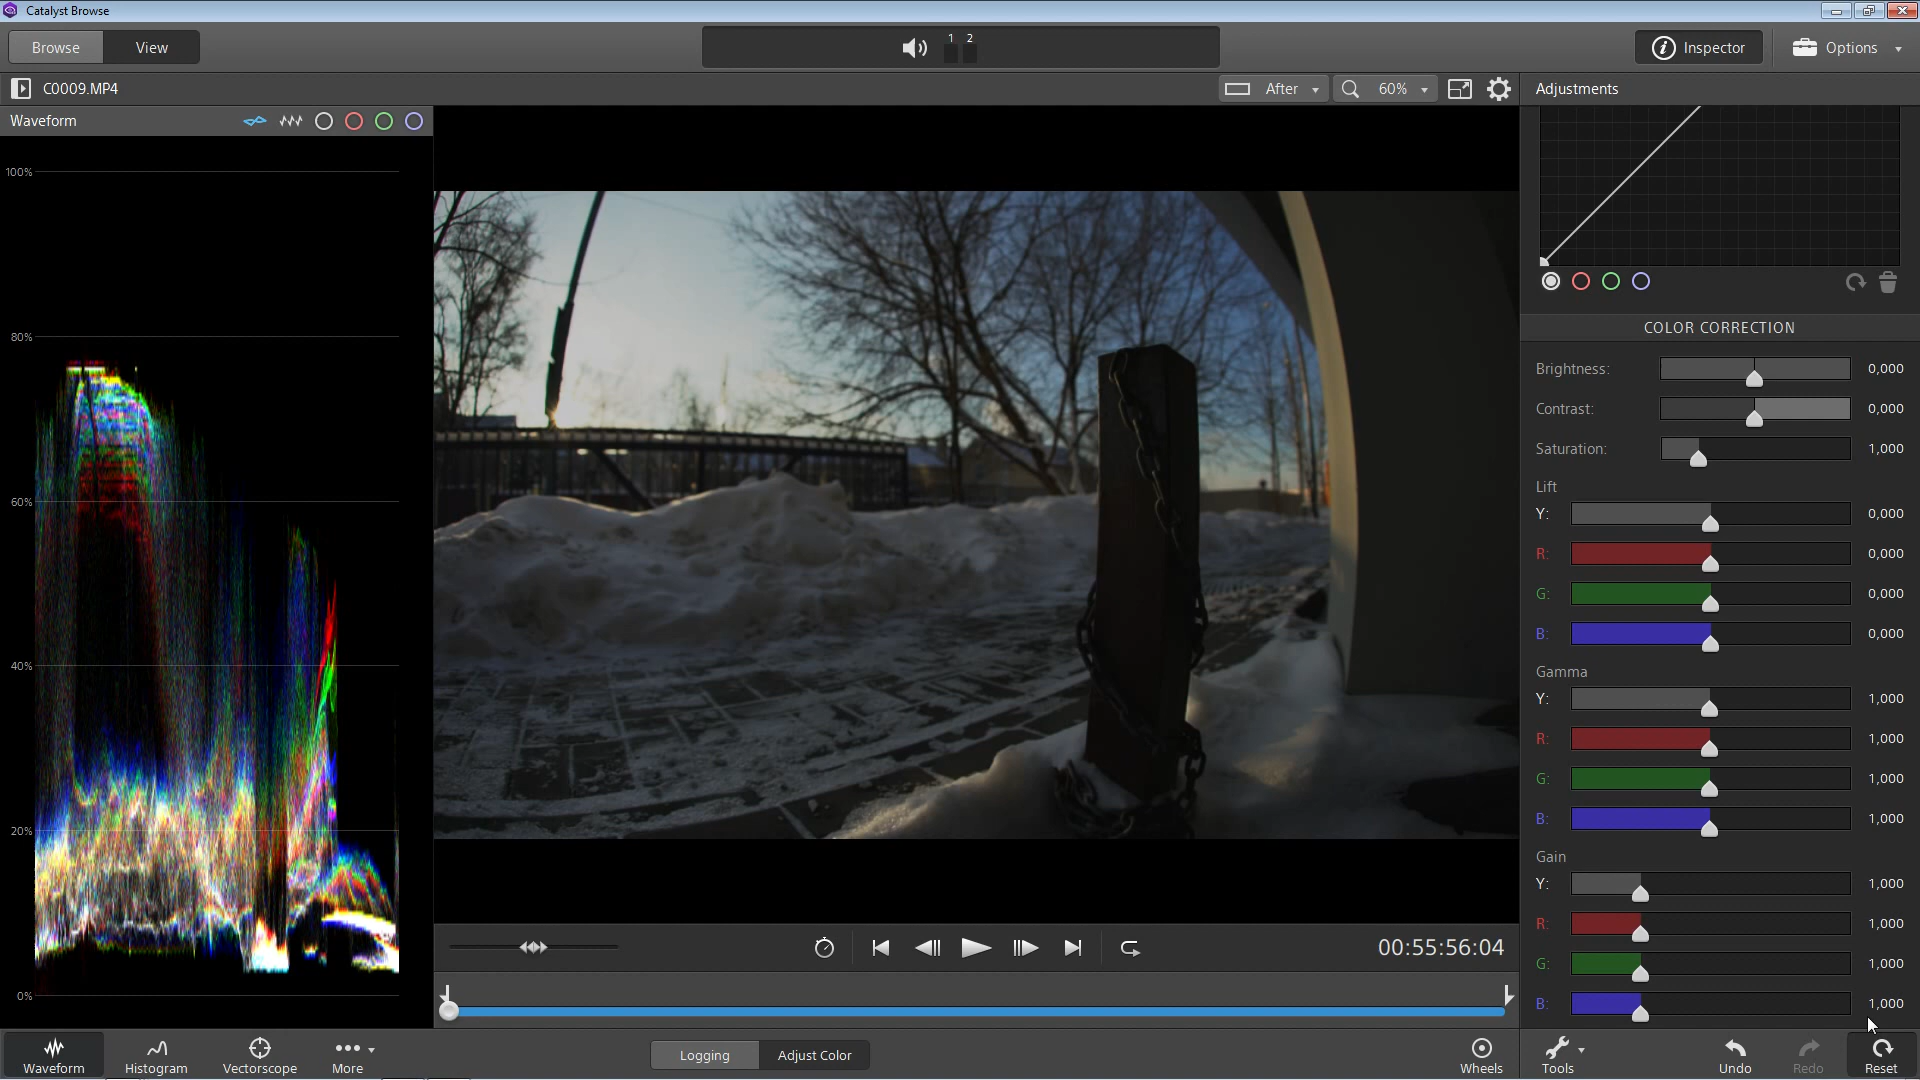 Catalyst Browse
Browse View 1 2 Inspector Options
C0009.MP4 After 60% Adjustments
Waveform
100%
80%
60%
40%
20%
0%
COLOR CORRECTION
Brightness: 0,000
Contrast: 0,000
Saturation: 1,000
Lift
Y: 0,000
R: 0,000
G: 0,000
B: 0,000
Gamma
Y: 1,000
R: 1,000
G: 1,000
B: 1,000
Gain
Y: 1,000
R: 1,000
G: 1,000
B: 1,000
00:55:56:04
Waveform Histogram Vectorscope More Logging Adjust Color Wheels Tools Undo Redo Reset